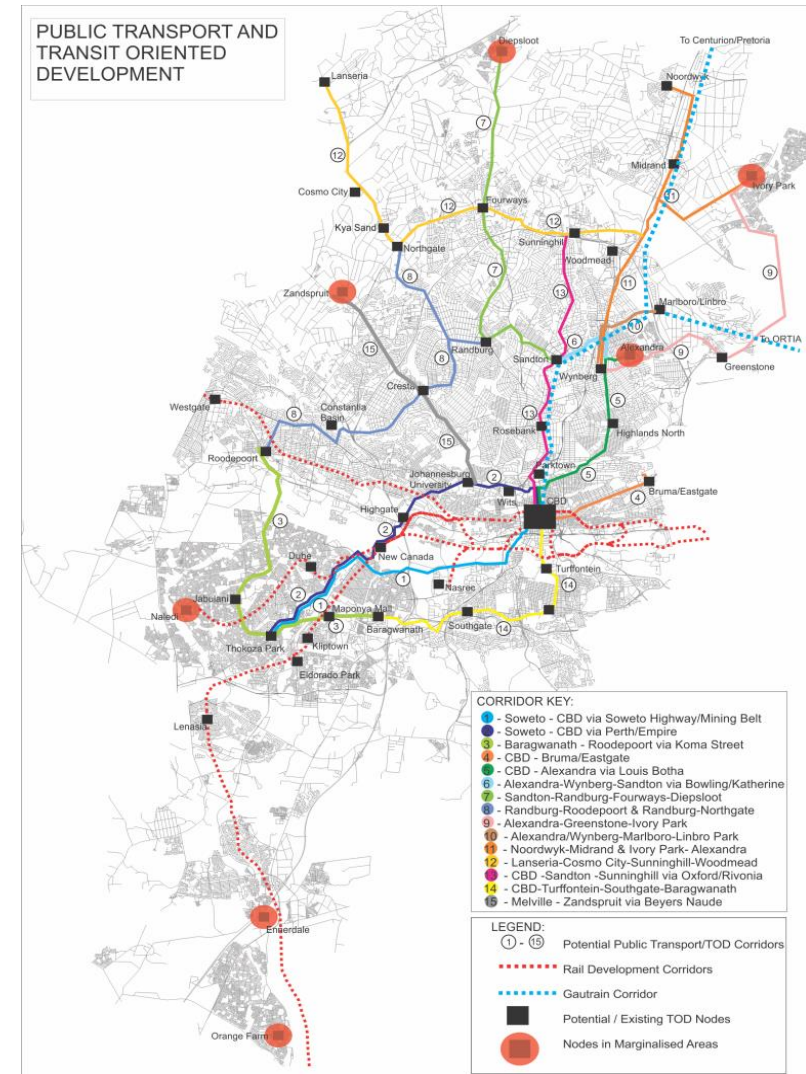 PUBLIC TRANSPORT AND
TRANSIT ORIENTED
DEVELOPMENT
Diepsloot
To Centurion/Pretoria
Lanseria
Noordwyk
7
12
Midrand
Ivory Park
Cosmo City
Fourways
11
12
Kya Sand
12
Sunninghil
Northgate
Woodmead
7
9
8
11
Zandspruit
13
Marlboro/Linbro
10
15
8
Randburg
6
To ORTIA
Sandton
Alexandra
9
Wynberg
Greenstone
Cresta
Westgate
Constantia
Basin
5
8
13
Rosebank
Highlands North
Roodepoort
15
Johannesburg
University
Parktown
2
5
Wits
CBD
Bruma/Eastgate
4
Highgate
3
2
New Canada
Dube
Turffontein
1
Nasrec
14
2
Jabulani
1
Maponya Mall
Naledi
3
Baragwanath
Southgate
14
Thokoza Park
Kliptown
Eldorado Park
Lenasia
CORRIDOR KEY:
1 - Soweto - CBD via Soweto Highway/Mining Belt
2 - Soweto - CBD via Perth/Empire
3 - Baragwanath - Roodepoort via Koma Street
4 - CBD - Bruma/Eastgate
5 - CBD - Alexandra via Louis Botha
6 - Alexandra-Wynberg-Sandton via Bowling/Katherine
7 - Sandton-Randburg-Fourways-Diepsloot
8 - Randburg-Roodepoort & Randburg-Northgate
9 - Alexandra-Greenstone-Ivory Park
10 - Alexandra/Wynberg-Marlboro-Linbro Park
11 - Noordwyk-Midrand & Ivory Park- Alexandra
12 - Lanseria-Cosmo City-Sunninghill-Woodmead
13 - CBD -Sandton -Sunninghill via Oxford/Rivonia
14 - CBD-Turffontein-Southgate-Baragwanath
15 - Melville - Zandspruit via Beyers Naude
Ennerdale
Orange Farm
LEGEND:
1 - 15 Potential Public Transport/TOD Corridors
Rail Development Corridors
Gautrain Corridor
Potential / Existing TOD Nodes
Nodes in Marginalised Areas